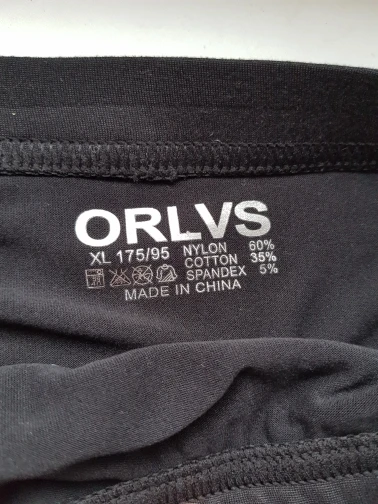 ORLVS
XL 175/95 NYLON 60%
COTTON 35%
SPANDEX 5%
MADE IN CHINA